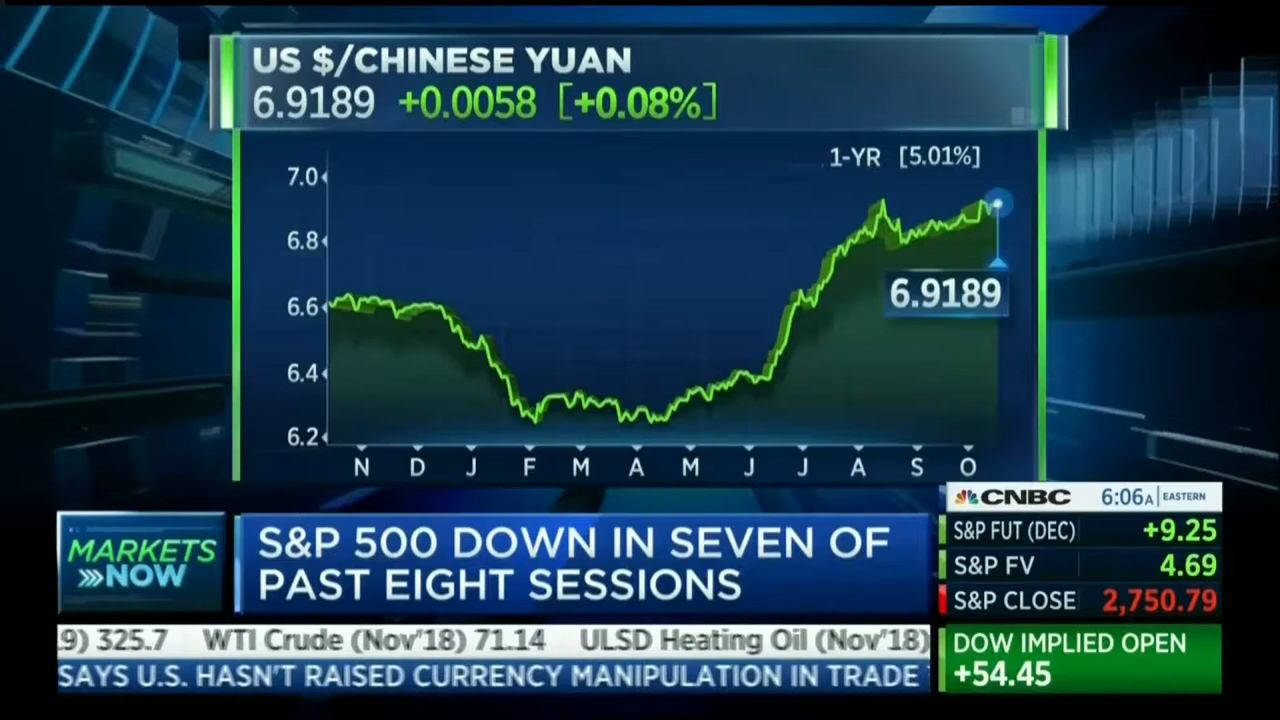 US $/CHINESE YUAN
6.9189 +0.0058 [+0.08%]
1-YR [5.01%]
7.0
6.8
6.6
6.4
6.2
6.9189
N D J F M A M J J A S O
CNBC 6:06A EASTERN
MARKETS
NOW
S&P 500 DOWN IN SEVEN OF
PAST EIGHT SESSIONS
S&P FUT (DEC) +9.25
S&P FV 4.69
S&P CLOSE 2,750.79
.9) 325.7 WTI Crude (Nov'18) 71.14 ULSD Heating Oil (Nov'18)
SAYS U.S. HASN'T RAISED CURRENCY MANIPULATION IN TRADE
DOW IMPLIED OPEN
+54.45